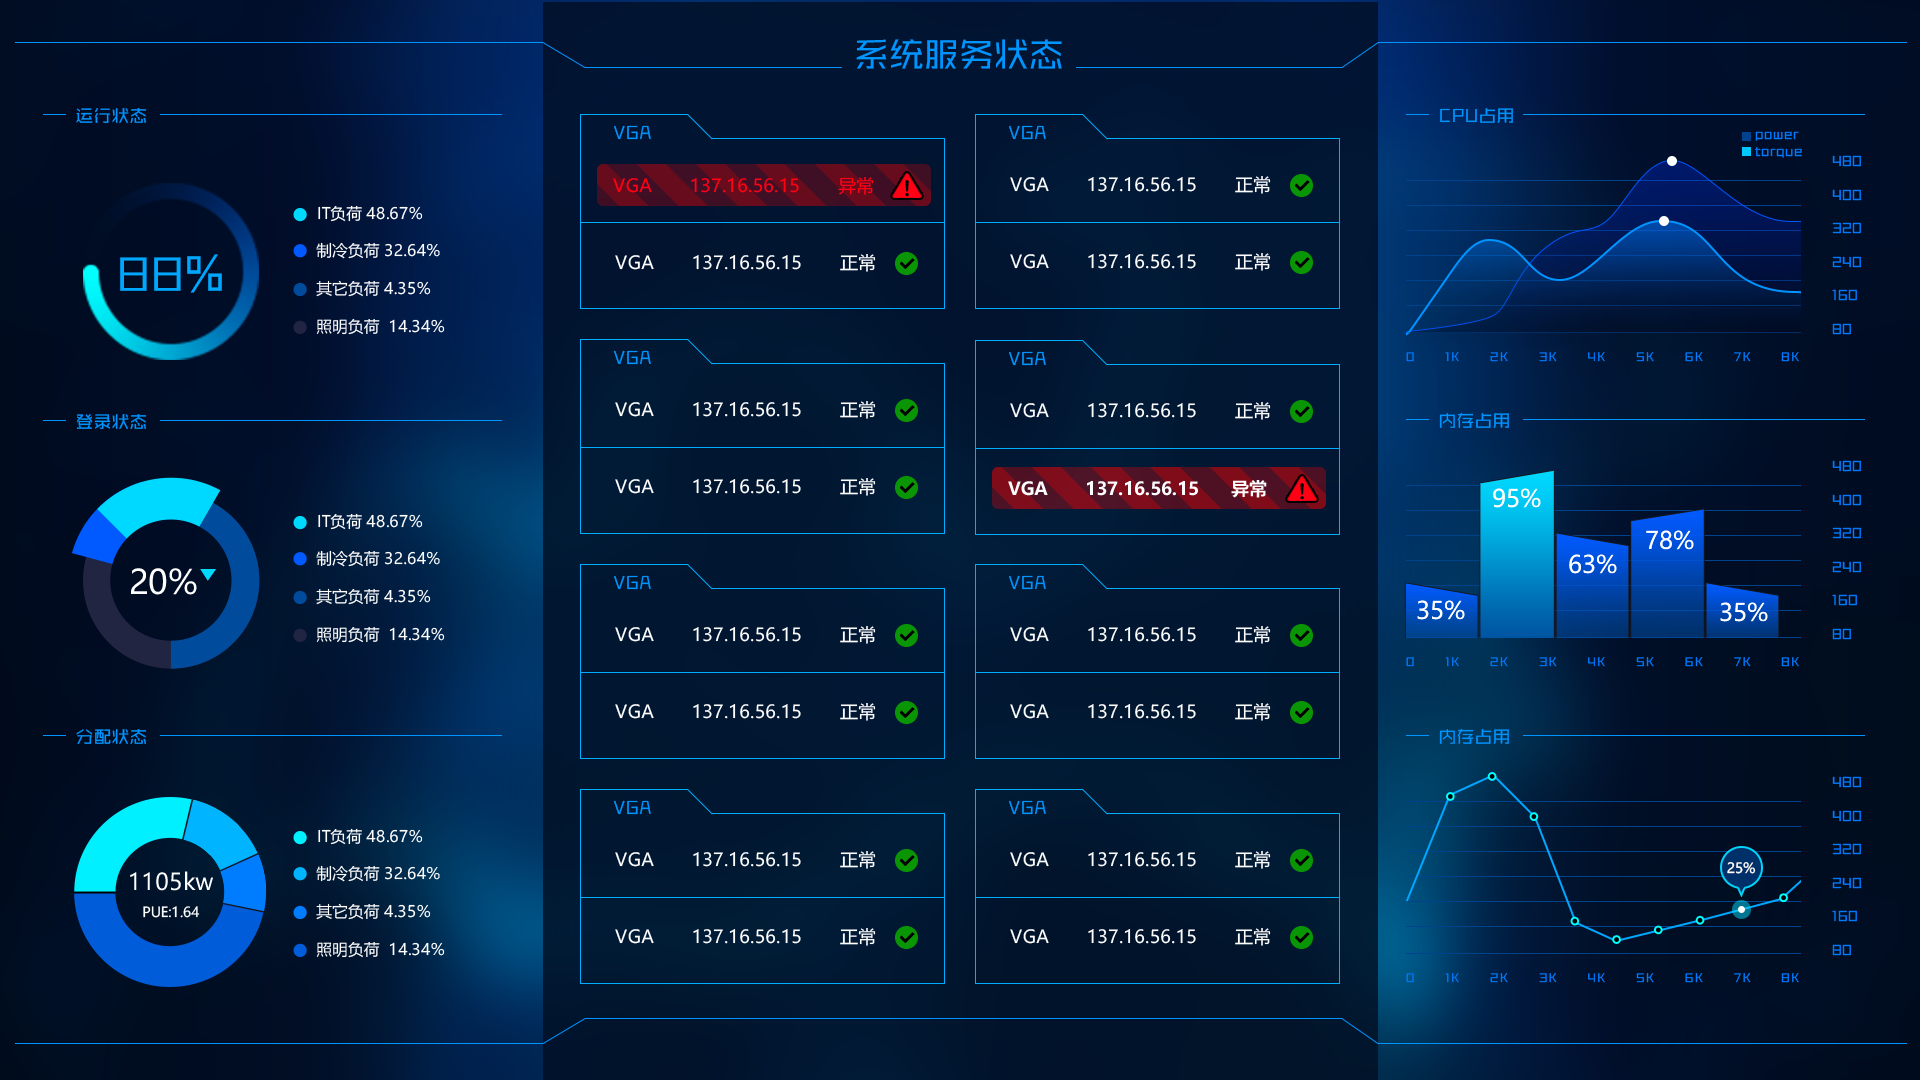 系统服务状态
运行状态
88%
IT负荷 48.67%
制冷负荷 32.64%
其它负荷 4.35%
照明负荷 14.34%
登录状态
20%
IT负荷 48.67%
制冷负荷 32.64%
其它负荷 4.35%
照明负荷 14.34%
分配状态
1105kw
PUE:1.64
IT负荷 48.67%
制冷负荷 32.64%
其它负荷 4.35%
照明负荷 14.34%
VGA
VGA 137.16.56.15 异常
VGA 137.16.56.15 正常
VGA
VGA 137.16.56.15 正常
VGA 137.16.56.15 正常
VGA
VGA 137.16.56.15 正常
VGA 137.16.56.15 正常
VGA
VGA 137.16.56.15 正常
VGA 137.16.56.15 异常
VGA
VGA 137.16.56.15 正常
VGA 137.16.56.15 正常
VGA
VGA 137.16.56.15 正常
VGA 137.16.56.15 正常
VGA
VGA 137.16.56.15 正常
VGA 137.16.56.15 正常
VGA
VGA 137.16.56.15 正常
VGA 137.16.56.15 正常
CPU占用
power
torque
480
400
320
240
160
80
0 1K 2K 3K 4K 5K 6K 7K 8K
内存占用
35%
95%
63%
78%
35%
480
400
320
240
160
80
0 1K 2K 3K 4K 5K 6K 7K 8K
内存占用
25%
480
400
320
240
160
80
0 1K 2K 3K 4K 5K 6K 7K 8K